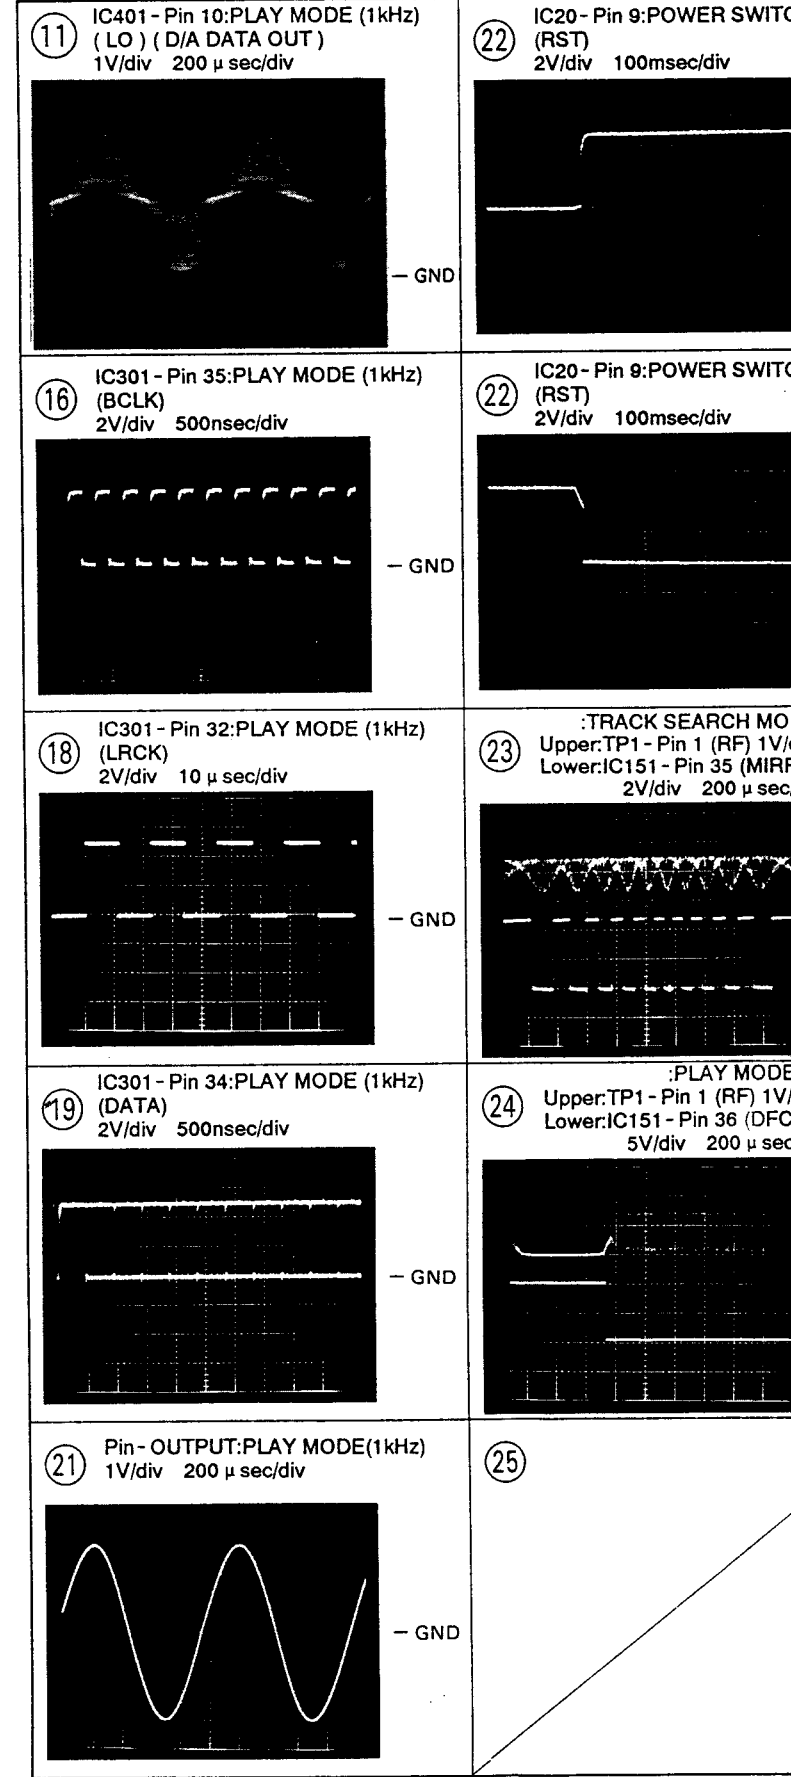 11
IC401 - Pin 10:PLAY MODE (1kHz)
( LO ) ( D/A DATA OUT )
1V/div 200 μ sec/div
— GND
16
IC301 - Pin 35:PLAY MODE (1kHz)
(BCLK)
2V/div 500nsec/div
— GND
18
IC301 - Pin 32:PLAY MODE (1kHz)
(LRCK)
2V/div 10 μ sec/div
— GND
19
IC301 - Pin 34:PLAY MODE (1kHz)
(DATA)
2V/div 500nsec/div
— GND
21
Pin - OUTPUT:PLAY MODE(1kHz)
1V/div 200 μ sec/div
— GND
22
IC20 - Pin 9:POWER SWITC
(RST)
2V/div 100msec/div
22
IC20 - Pin 9:POWER SWITC
(RST)
2V/div 100msec/div
23
:TRACK SEARCH MO
Upper:TP1 - Pin 1 (RF) 1V/
Lower:IC151 - Pin 35 (MIRR
2V/div 200 μ sec/
24
:PLAY MODE
Upper:TP1 - Pin 1 (RF) 1V/
Lower:IC151 - Pin 36 (DFC
5V/div 200 μ sec
25